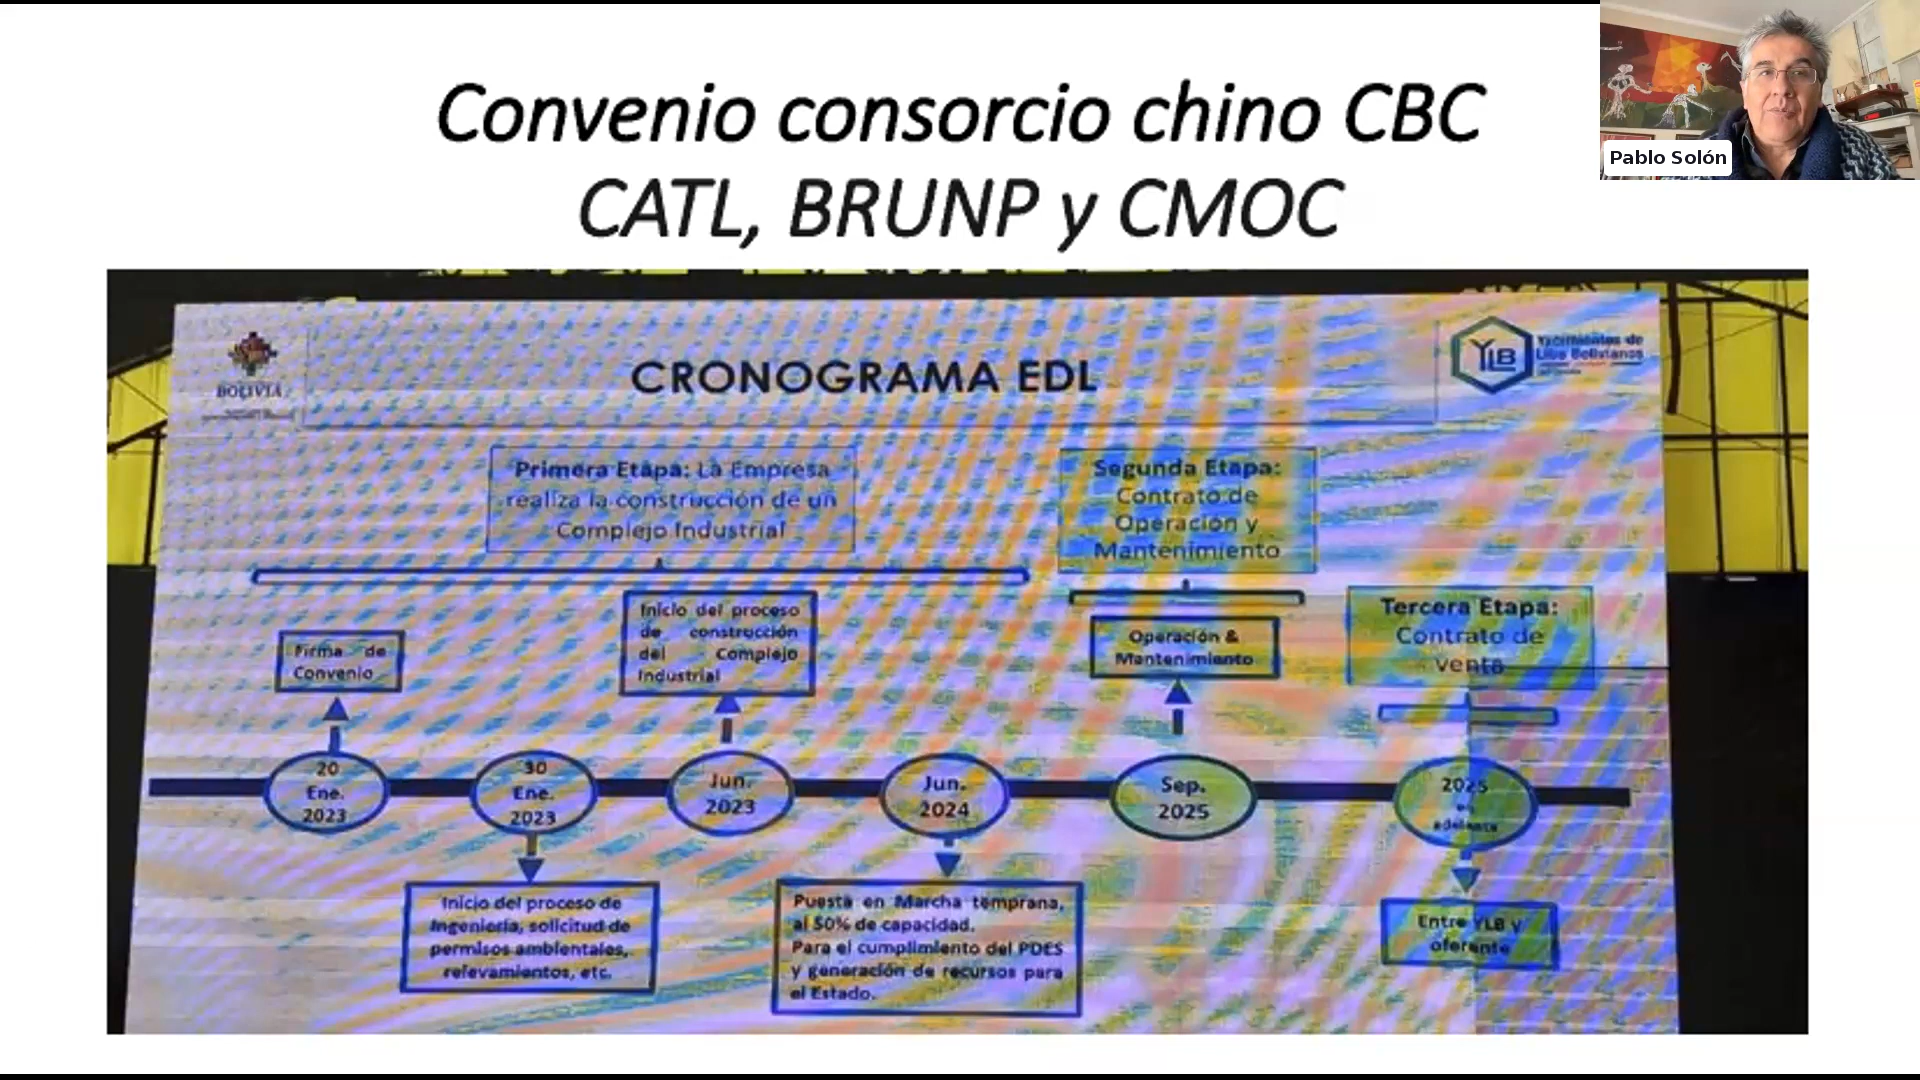 Convenio consorcio chino CBC
CATL, BRUNP y CMOC
Pablo Solón
BOLIVIA
CRONOGRAMA EDL
YLB
Yacimientos de
Litio Bolivianos
Primera Etapa: La Empresa
realiza la construcción de un
Complejo Industrial
Segunda Etapa:
Contrato de
Operación y
Mantenimiento
Tercera Etapa:
Contrato de
venta
Firma de
Convenio
Inicio del proceso
de construcción
del Complejo
Industrial
Operación &
Mantenimiento
20
Ene.
2023
30
Ene.
2023
Jun.
2023
Jun.
2024
Sep.
2025
2025
en
adelante
Inicio del proceso de
Ingeniería, solicitud de
permisos ambientales,
relevamientos, etc.
Puesta en Marcha temprana,
al 50% de capacidad.
Para el cumplimiento del PDES
y generación de recursos para
el Estado.
Entre YLB y
oferente